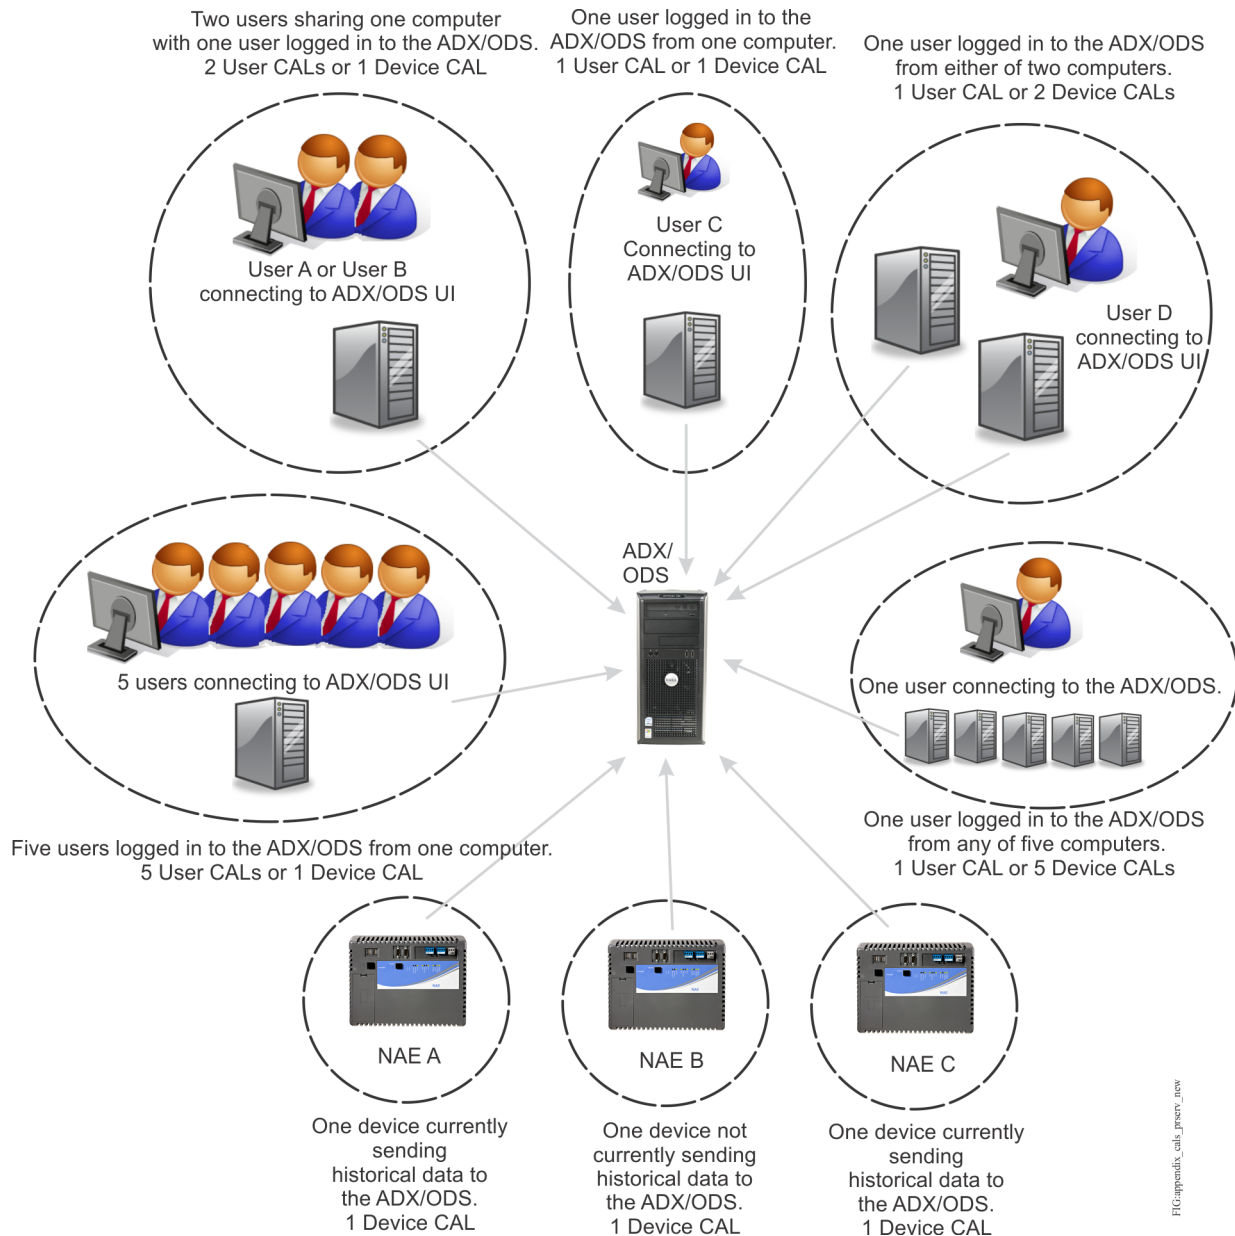 Two users sharing one computer
with one user logged in to the ADX/ODS.
2 User CALs or 1 Device CAL
One user logged in to the
ADX/ODS from one computer.
1 User CAL or 1 Device CAL
One user logged in to the ADX/ODS
from either of two computers.
1 User CAL or 2 Device CALs
User A or User B
connecting to ADX/ODS UI
User C
Connecting to
ADX/ODS UI
User D
connecting to
ADX/ODS UI
ADX/
ODS
5 users connecting to ADX/ODS UI
One user connecting to the ADX/ODS.
Five users logged in to the ADX/ODS from one computer.
5 User CALs or 1 Device CAL
One user logged in to the ADX/ODS
from any of five computers.
1 User CAL or 5 Device CALs
NAE
NAE
NAE
NAE A
NAE B
NAE C
One device currently
sending
historical data to
the ADX/ODS.
1 Device CAL
One device not
currently sending
historical data to
the ADX/ODS.
1 Device CAL
One device currently
sending
historical data to
the ADX/ODS.
1 Device CAL
FIG:appendix_cals_prserv_new